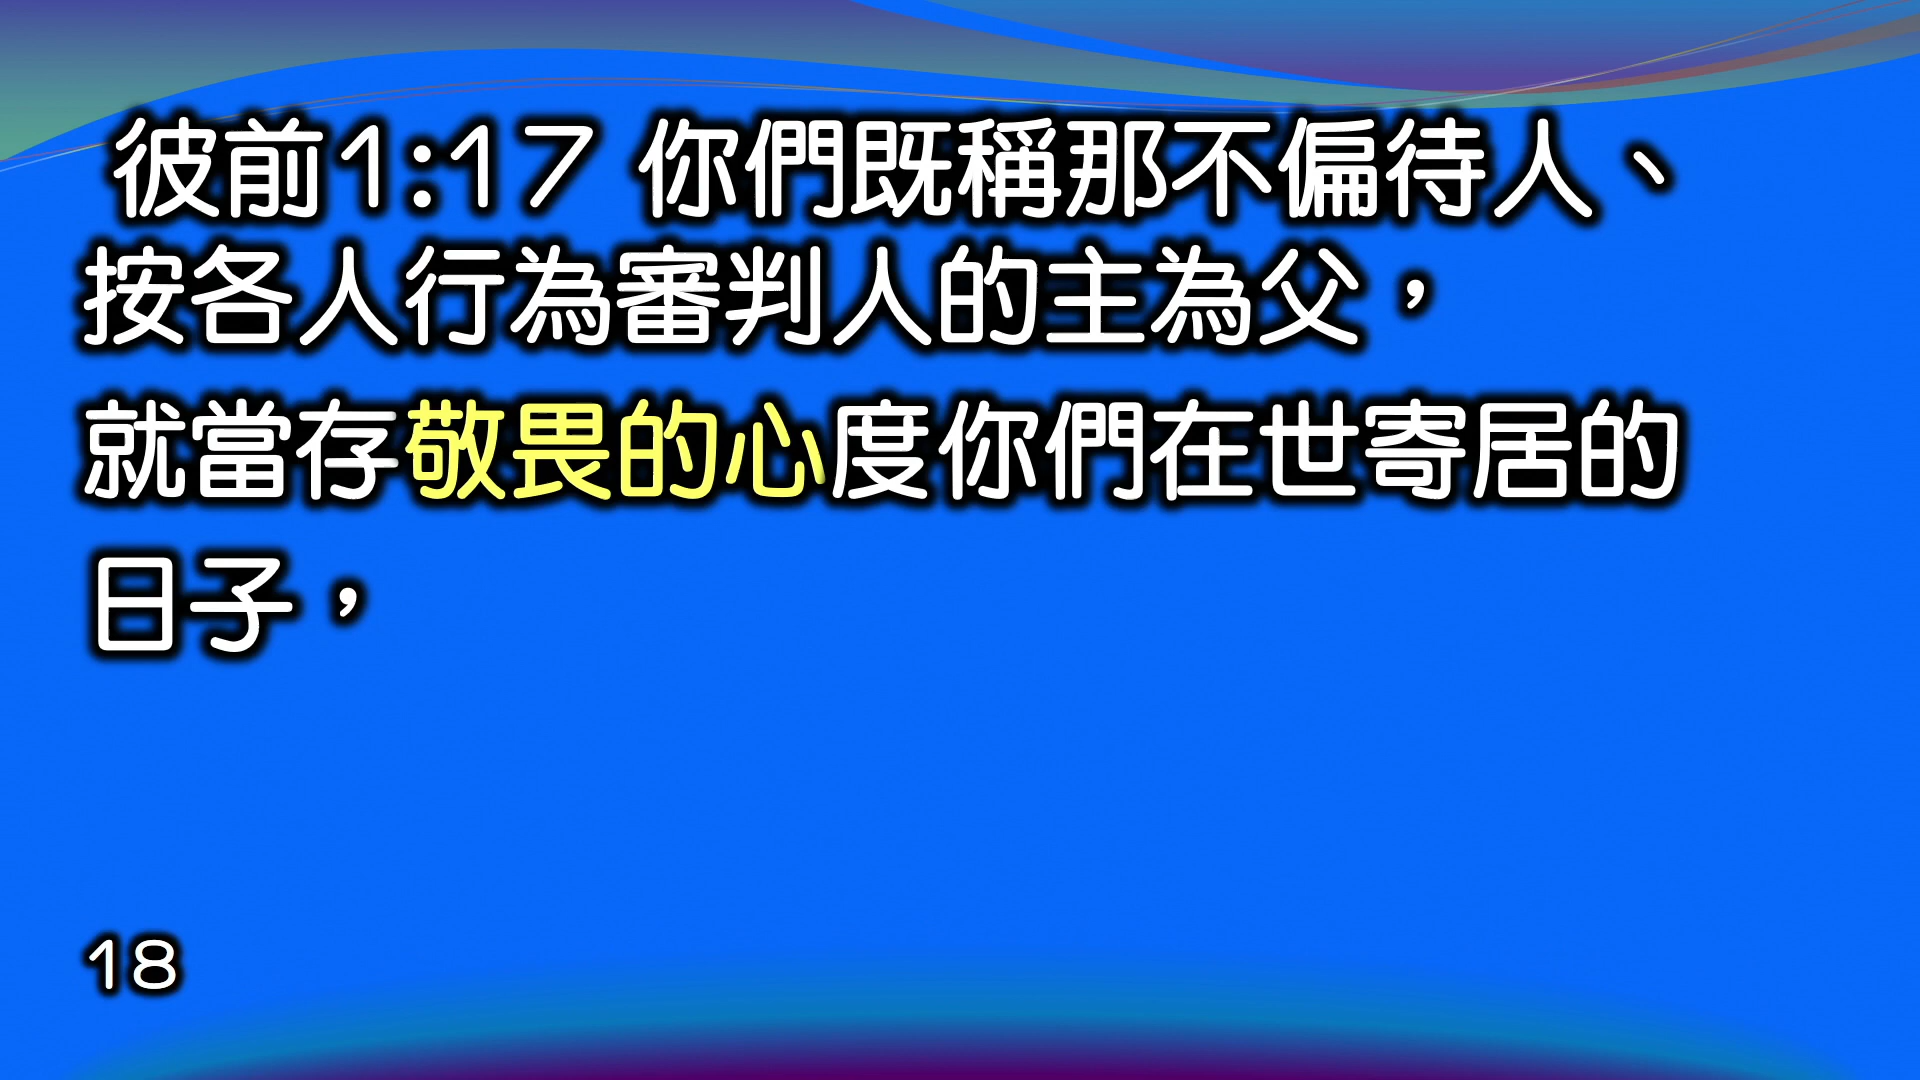 彼前1:17 你們既稱那不偏待人、
按各人行為審判人的主為父，
就當存敬畏的心度你們在世寄居的
日子，
18